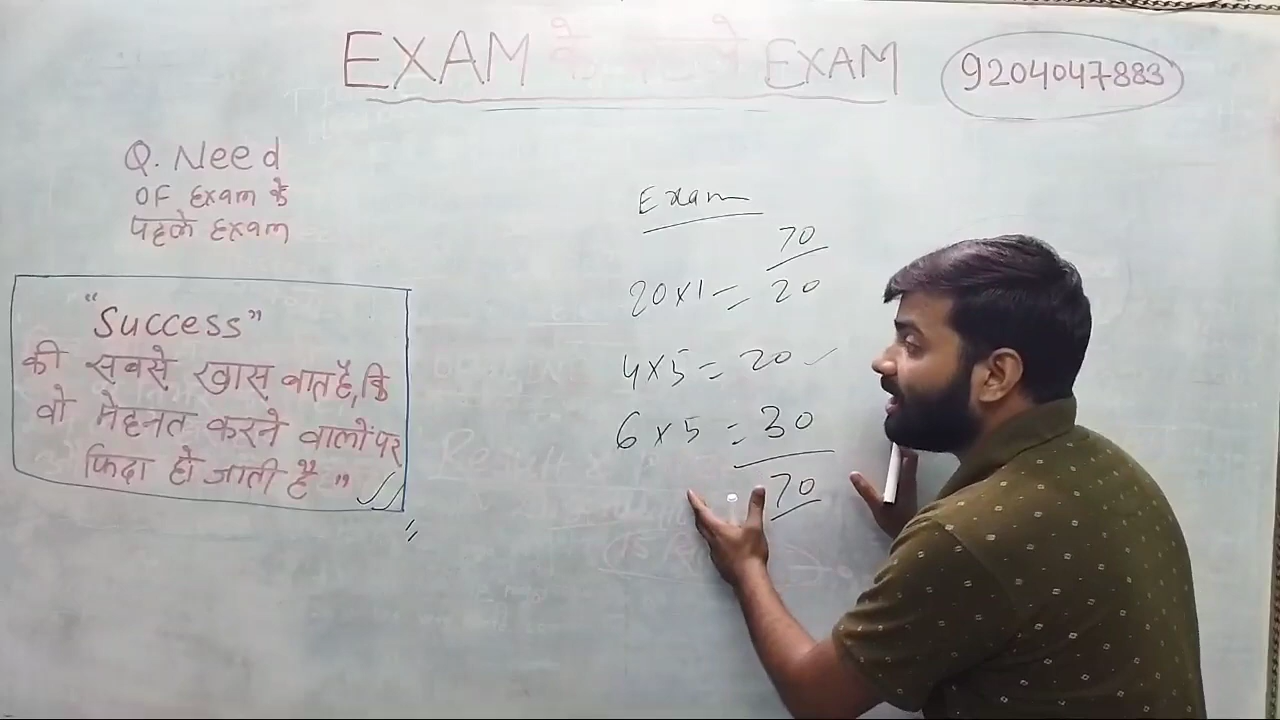 EXAM के पहले EXAM
9204047883
Q. Need
OF Exam के
पहले Exam
"Success"
की सबसे खास बात है, कि
वो मेहनत करने वालों पर
फिदा हो जाती है"
Exam
70
20×1 = 20
4×5 = 20
6×5 = 30
70